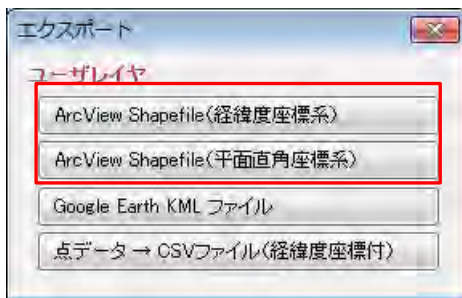 エクスポート
ユーザレイヤ
ArcView Shapefile(経緯度座標系)
ArcView Shapefile(平面直角座標系)
Google Earth KML ファイル
点データ → CSVファイル(経緯度座標付)